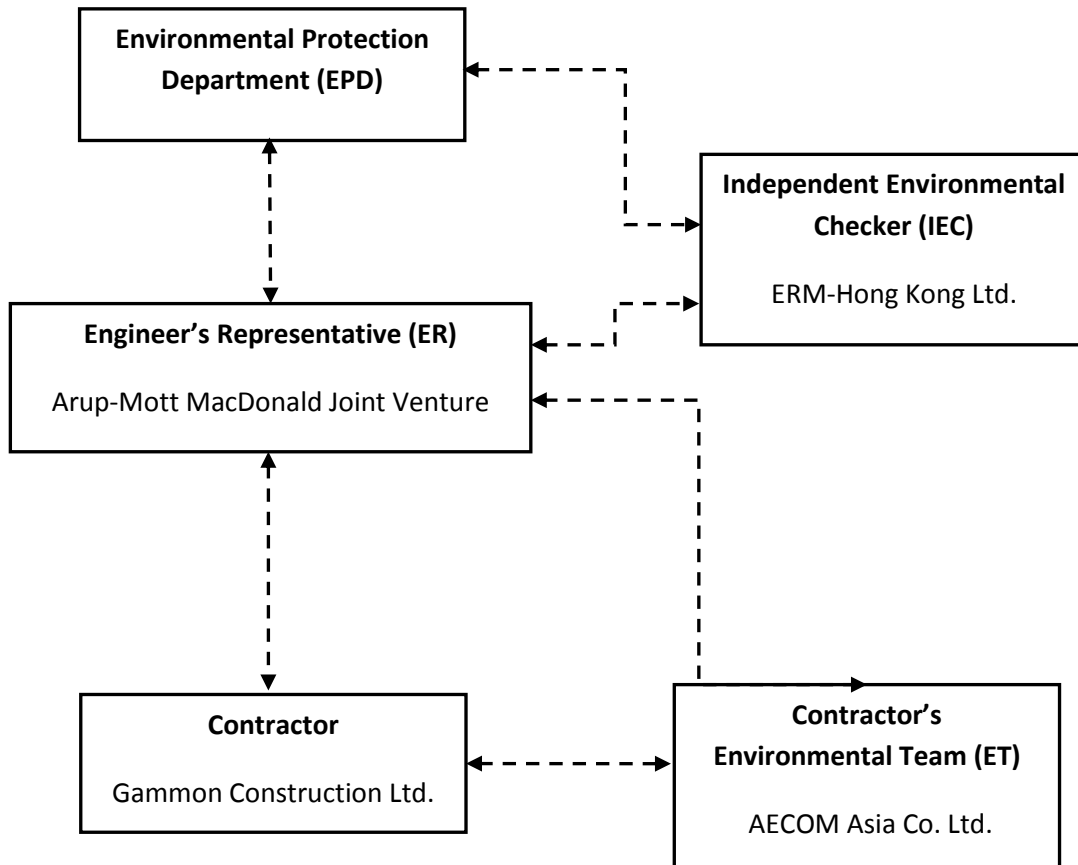 Environmental Protection
Department (EPD)
Independent Environmental
Checker (IEC)
ERM-Hong Kong Ltd.
Engineer’s Representative (ER)
Arup-Mott MacDonald Joint Venture
Contractor
Gammon Construction Ltd.
Contractor’s
Environmental Team (ET)
AECOM Asia Co. Ltd.